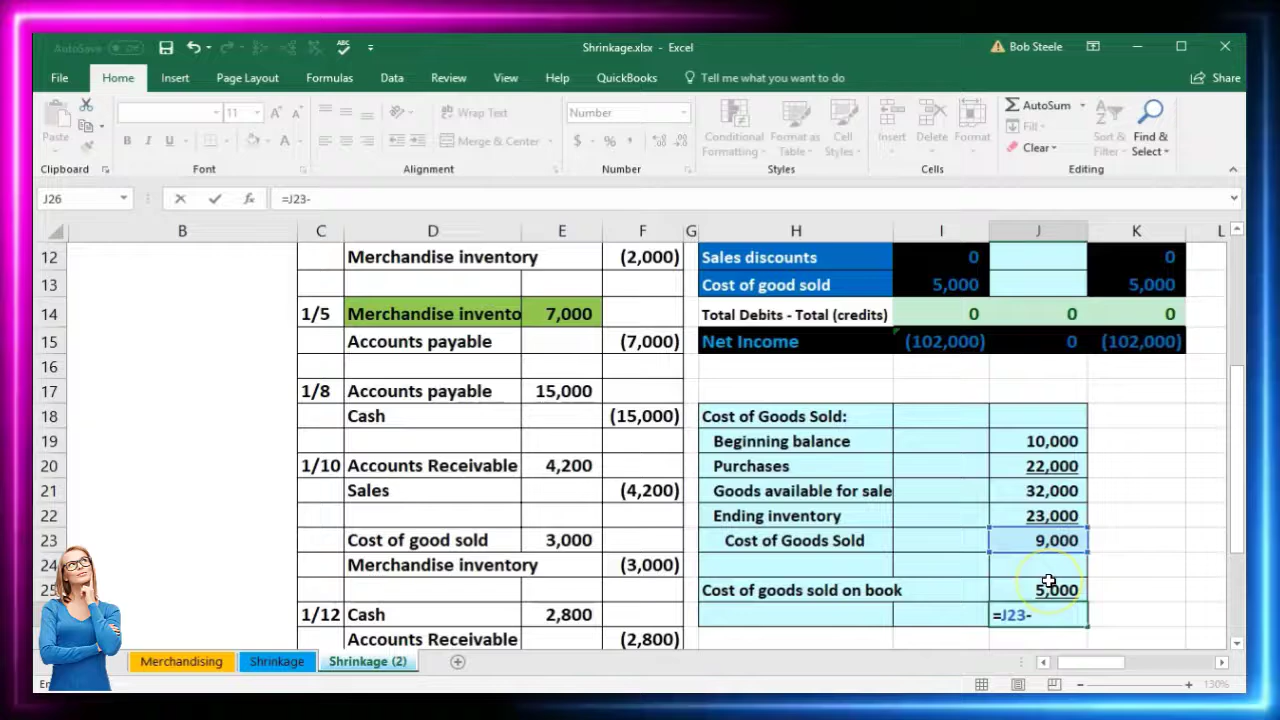 AutoSave Off Shrinkage.xlsx - Excel Bob Steele
File Home Insert Page Layout Formulas Data Review View Help QuickBooks Tell me what you want to do Share
Paste 11 A A Wrap Text Number Conditional Formatting Format as Table Cell Styles Insert Delete Format AutoSum Fill Clear Sort & Filter Find & Select
B I U A Merge & Center $ % ,
Clipboard Font Alignment Number Styles Cells Editing
J26 fx =J23-
B C D E F G H I J K L
12 Merchandise inventory (2,000) Sales discounts 0 0
13 Cost of good sold 5,000 5,000
14 1/5 Merchandise invento 7,000 Total Debits - Total (credits) 0 0 0
15 Accounts payable (7,000) Net Income (102,000) 0 (102,000)
16
17 1/8 Accounts payable 15,000
18 Cash (15,000) Cost of Goods Sold:
19 Beginning balance 10,000
20 1/10 Accounts Receivable 4,200 Purchases 22,000
21 Sales (4,200) Goods available for sale 32,000
22 Ending inventory 23,000
23 Cost of good sold 3,000 Cost of Goods Sold 9,000
24 Merchandise inventory (3,000)
25 Cost of goods sold on book 5,000
1/12 Cash 2,800 =J23-
Accounts Receivable (2,800)
Merchandising Shrinkage Shrinkage (2)
130%